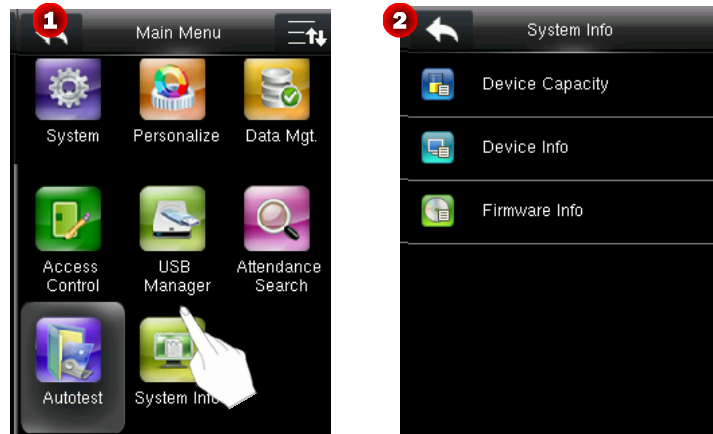 1
Main Menu
System
Personalize
Data Mgt.
Access
Control
USB
Manager
Attendance
Search
Autotest
System Info
2
System Info
Device Capacity
Device Info
Firmware Info